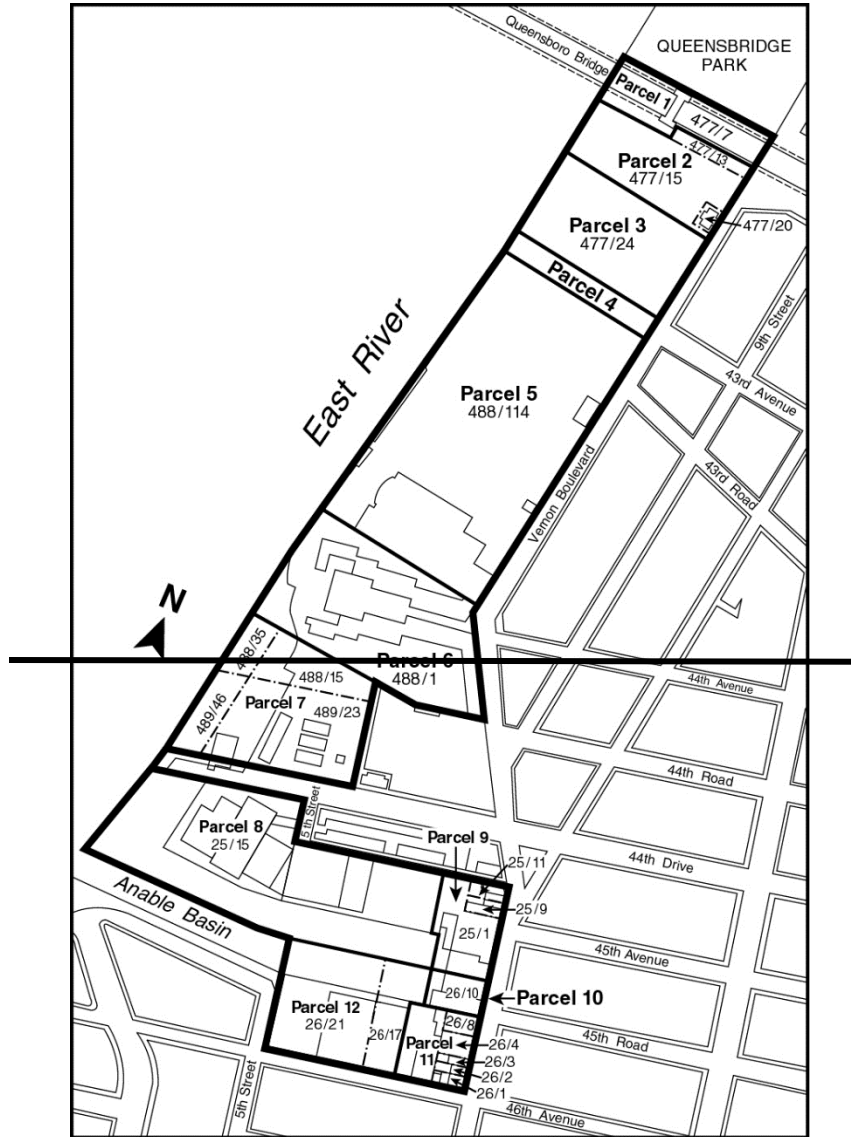 QUEENSBRIDGE
PARK
Queensboro Bridge
Parcel 1
477/7
477/13
Parcel 2
477/15
477/20
Parcel 3
477/24
Parcel 4
9th Street
East River
43rd Avenue
Parcel 5
488/114
43rd Road
Vernon Boulevard
N
488/35
Parcel 6
488/1
488/15
44th Avenue
Parcel 7
489/46
489/23
44th Road
5th Street
Parcel 8
25/15
Parcel 9
25/11
44th Drive
Anable Basin
25/9
25/1
45th Avenue
26/10
Parcel 10
Parcel 12
26/21
26/17
26/8
Parcel
11
26/4
26/3
26/2
26/1
45th Road
5th Street
46th Avenue